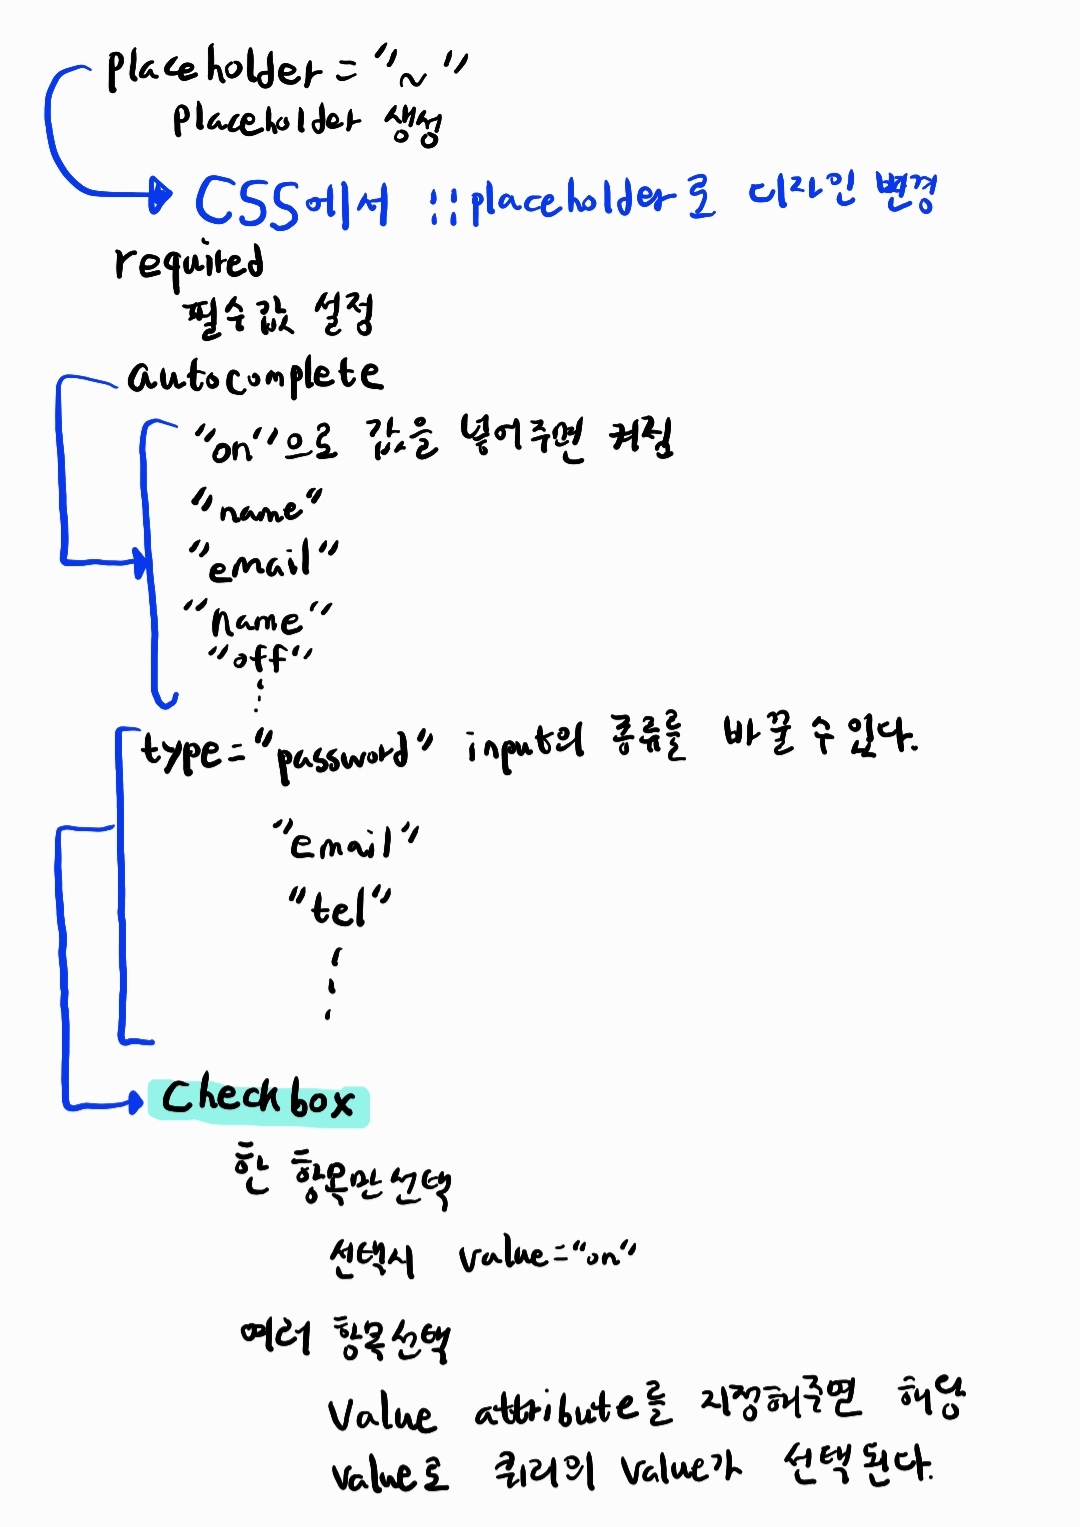 placeholder = "~"
placeholder 생성
CSS에서 ::placeholder로 디자인 변경
required
필수값 설정
autocomplete
"on"으로 값을 넣어주면 켜짐
"name"
"email"
"name"
"off"
type="password" input의 종류를 바꿀 수 있다.
"email"
"tel"
Checkbox
한 항목만 선택
선택시 value="on"
여러 항목 선택
Value attribute를 지정해주면 해당
value로 쿼리의 value가 선택된다.